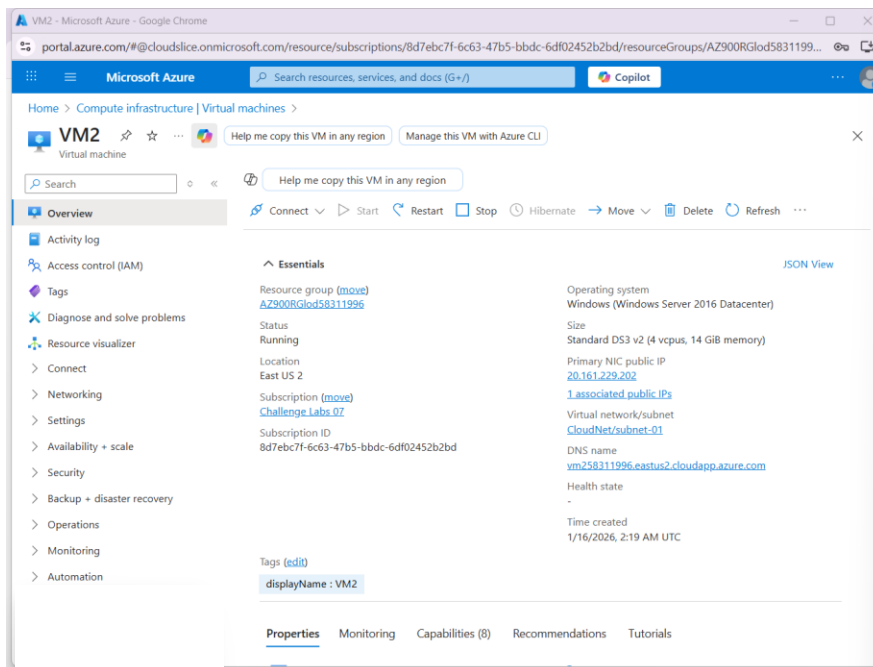 VM2 - Microsoft Azure - Google Chrome
portal.azure.com/#@cloudslice.onmicrosoft.com/resource/subscriptions/8d7ebc7f-6c63-47b5-bbdc-6df02452b2bd/resourceGroups/AZ900RGlod5831199...
Microsoft Azure
Search resources, services, and docs (G+/)
Copilot
...
Home > Compute infrastructure | Virtual machines >
VM2
...
Help me copy this VM in any region
Manage this VM with Azure CLI
Virtual machine
Search
Overview
Activity log
Access control (IAM)
Tags
Diagnose and solve problems
Resource visualizer
Connect
Networking
Settings
Availability + scale
Security
Backup + disaster recovery
Operations
Monitoring
Automation
Help me copy this VM in any region
Connect Start Restart Stop Hibernate Move Delete Refresh ...
Essentials
JSON View
Resource group (move)
AZ900RGlod58311996
Status
Running
Location
East US 2
Subscription (move)
Challenge Labs 07
Subscription ID
8d7ebc7f-6c63-47b5-bbdc-6df02452b2bd
Operating system
Windows (Windows Server 2016 Datacenter)
Size
Standard DS3 v2 (4 vcpus, 14 GiB memory)
Primary NIC public IP
20.161.229.202
1 associated public IPs
Virtual network/subnet
CloudNet/subnet-01
DNS name
vm258311996.eastus2.cloudapp.azure.com
Health state
-
Time created
1/16/2026, 2:19 AM UTC
Tags (edit)
displayName : VM2
Properties Monitoring Capabilities (8) Recommendations Tutorials